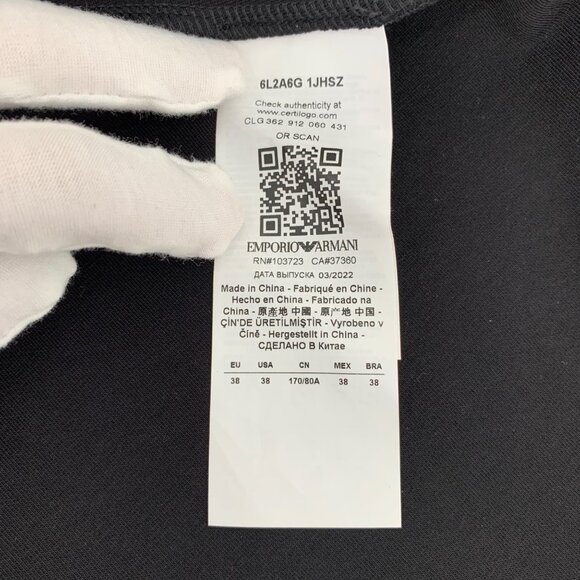 6L2A6G 1JHSZ
Check authenticity at
www.certilogo.com
CLG 362 912 060 431
OR SCAN
EMPORIO ARMANI
RN#103723 CA#37360
ДАТА ВЫПУСКА 03/2022
Made in China - Fabriqué en Chine -
Hecho en China - Fabricado na
China - 原產地 中國 - 原产地 中国 -
ÇİN'DE ÜRETİLMİŞTİR - Vyrobeno v
Číně - Hergestellt in China -
СДЕЛАНО В Китае
EU USA CN MEX BRA
38 38 170/80A 38 38